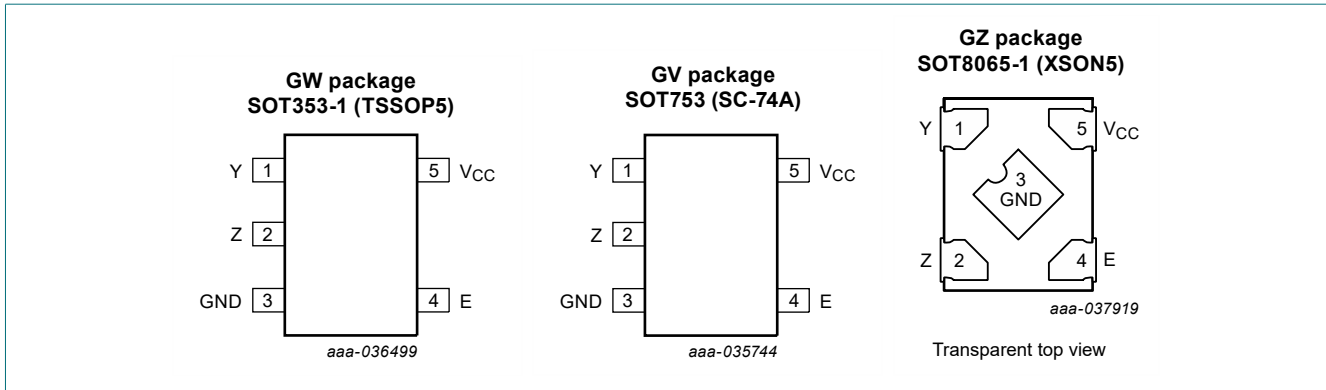 GW package
SOT353-1 (TSSOP5)
Y 1
5 VCC
Z 2
GND 3
4 E
aaa-036499
GV package
SOT753 (SC-74A)
Y 1
5 VCC
Z 2
GND 3
4 E
aaa-035744
GZ package
SOT8065-1 (XSON5)
Y 1
5 VCC
3
GND
Z 2
4 E
aaa-037919
Transparent top view